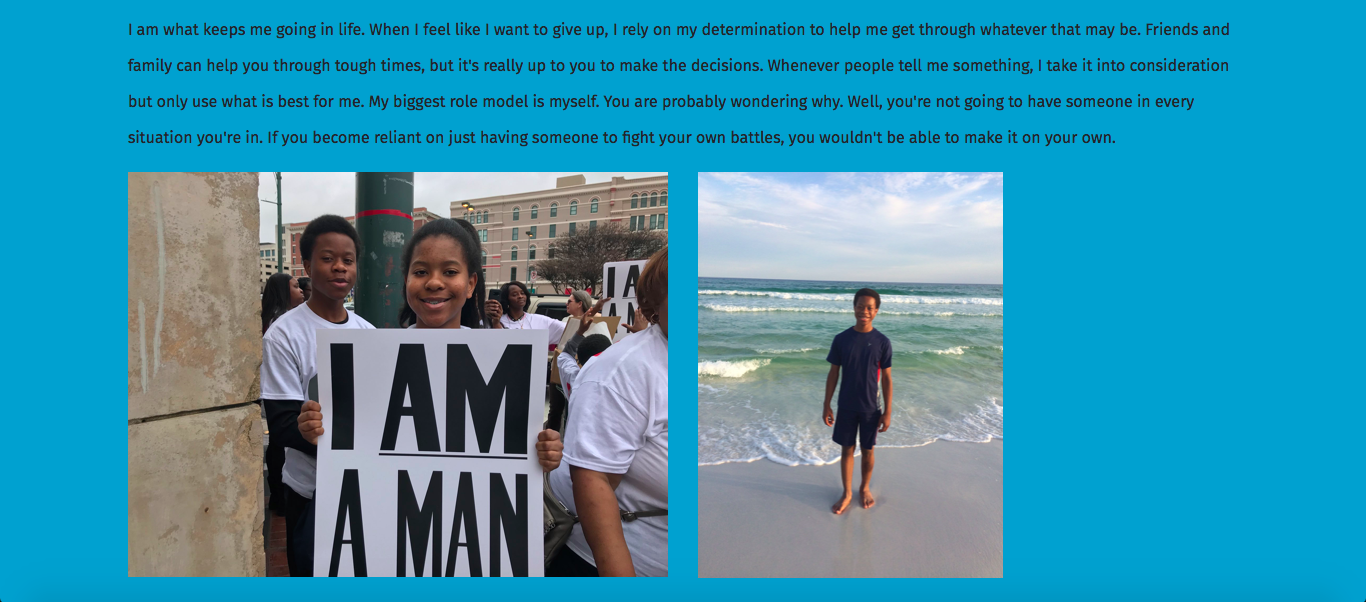 I am what keeps me going in life. When I feel like I want to give up, I rely on my determination to help me get through whatever that may be. Friends and
family can help you through tough times, but it's really up to you to make the decisions. Whenever people tell me something, I take it into consideration
but only use what is best for me. My biggest role model is myself. You are probably wondering why. Well, you're not going to have someone in every
situation you're in. If you become reliant on just having someone to fight your own battles, you wouldn't be able to make it on your own.
I AM
A MAN
I A